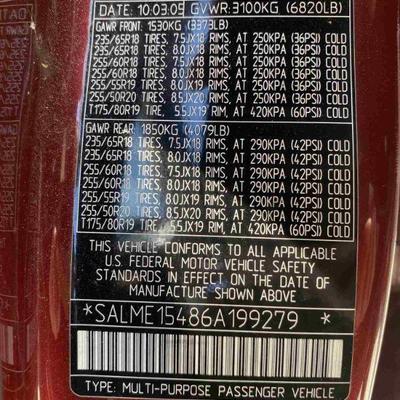 DATE: 10:03:05 GVWR:3100KG (6820LB)
GAWR FRONT: 1530KG (3373LB)
235/65R18 TIRES, 7.5JX18 RIMS, AT 250KPA (36PSI) COLD
235/65R18 TIRES, 8.0JX18 RIMS, AT 250KPA (36PSI) COLD
255/60R18 TIRES, 7.5JX18 RIMS, AT 250KPA (36PSI) COLD
255/60R18 TIRES, 8.0JX18 RIMS, AT 250KPA (36PSI) COLD
255/55R19 TIRES, 8.0JX19 RIMS, AT 250KPA (36PSI) COLD
255/50R20 TIRES, 8.5JX20 RIMS, AT 250KPA (36PSI) COLD
T175/80R19 TIRES, 5.5JX19 RIMS, AT 420KPA (60PSI) COLD
GAWR REAR: 1850KG (4079LB)
235/65R18 TIRES, 7.5JX18 RIMS, AT 290KPA (42PSI) COLD
235/65R18 TIRES, 8.0JX18 RIMS, AT 290KPA (42PSI) COLD
255/60R18 TIRES, 7.5JX18 RIMS, AT 290KPA (42PSI) COLD
255/60R18 TIRES, 8.0JX18 RIMS, AT 290KPA (42PSI) COLD
255/55R19 TIRES, 8.0JX19 RIMS, AT 290KPA (42PSI) COLD
255/50R20 TIRES, 8.5JX20 RIMS, AT 290KPA (42PSI) COLD
T175/80R19 TIRES, 5.5JX19 RIMS, AT 420KPA (60PSI) COLD
THIS VEHICLE CONFORMS TO ALL APPLICABLE
U.S. FEDERAL MOTOR VEHICLE SAFETY
STANDARDS IN EFFECT ON THE DATE OF
MANUFACTURE SHOWN ABOVE
*SALME15486A199279*
TYPE: MULTI-PURPOSE PASSENGER VEHICLE